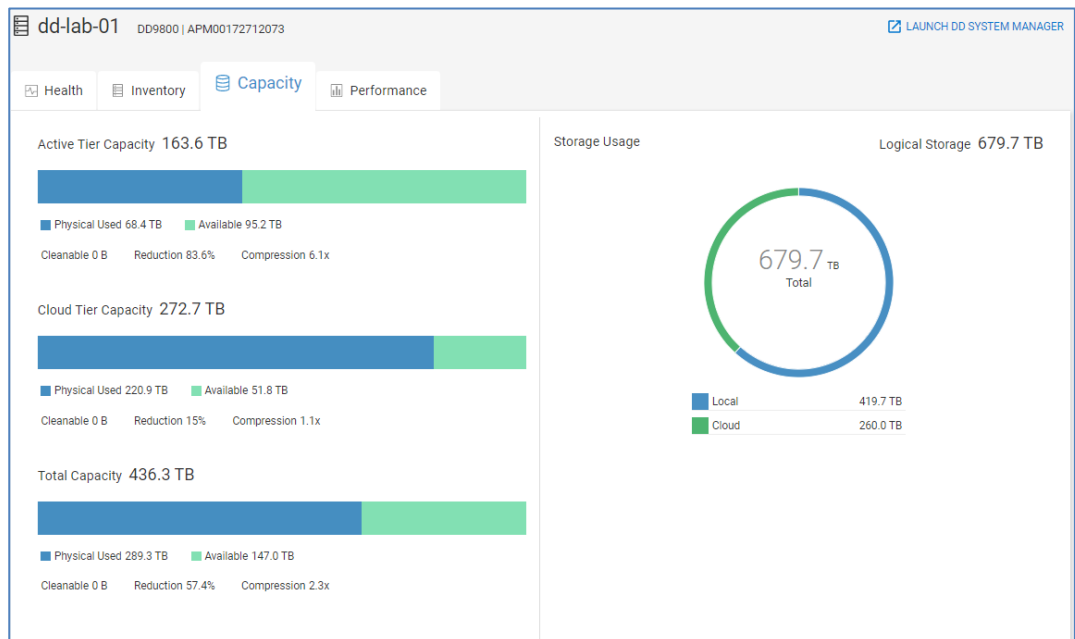 dd-lab-01 DD9800 | APM00172712073
LAUNCH DD SYSTEM MANAGER
Health Inventory Capacity Performance
Active Tier Capacity 163.6 TB
Physical Used 68.4 TB Available 95.2 TB
Cleanable 0 B Reduction 83.6% Compression 6.1x
Cloud Tier Capacity 272.7 TB
Physical Used 220.9 TB Available 51.8 TB
Cleanable 0 B Reduction 15% Compression 1.1x
Total Capacity 436.3 TB
Physical Used 289.3 TB Available 147.0 TB
Cleanable 0 B Reduction 57.4% Compression 2.3x
Storage Usage Logical Storage 679.7 TB
679.7 TB
Total
Local 419.7 TB
Cloud 260.0 TB